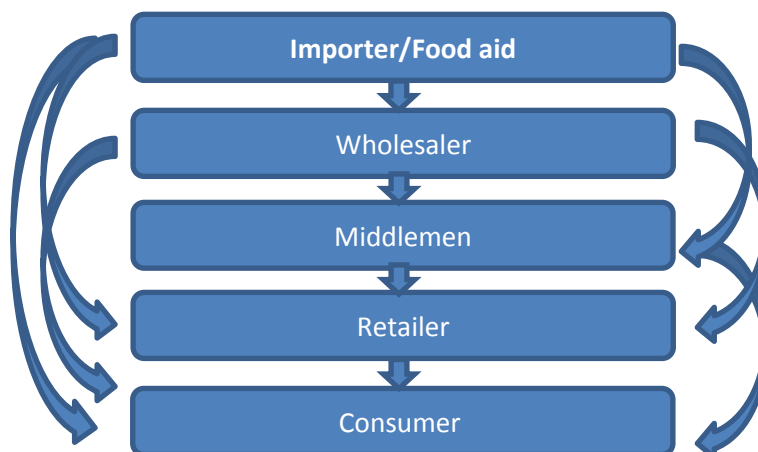 Importer/Food aid
Wholesaler
Middlemen
Retailer
Consumer